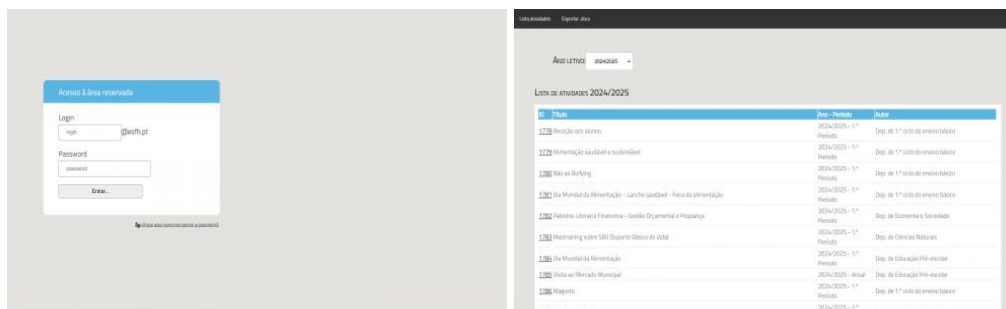 Acesso à área reservada
Login
login @esfh.pt
Password
password
Entrar...
Lista atividades Exportar .xlsx
Ano letivo: 2024/2025
Lista de atividades 2024/2025
ID Título Ano - Período Autor
1778 Receção aos alunos 2024/2025 - 1.º Período Dep. de 1.º ciclo do ensino básico
1779 Alimentação saudável e sustentável 2024/2025 - 1.º Período Dep. de 1.º ciclo do ensino básico
1780 Não ao Bullying 2024/2025 - 1.º Período Dep. de 1.º ciclo do ensino básico
1781 Dia Mundial da Alimentação - Lanche saudável - Feira da alimentação 2024/2025 - 1.º Período Dep. de 1.º ciclo do ensino básico
1782 Palestra: Literacia Financeira - Gestão Orçamental e Poupança 2024/2025 - 1.º Período Dep. de Economia e Sociedade
1783 Mastraining sobre SBV (Suporte Básico de Vida) 2024/2025 - 1.º Período Dep. de Ciências Naturais
1784 Dia Mundial da Alimentação 2024/2025 - 1.º Período Dep. de Educação Pré-escolar
1785 Visita ao Mercado Municipal 2024/2025 - Anual Dep. de Educação Pré-escolar
1786 Magusto 2024/2025 - 1.º Período Dep. de 1.º ciclo do ensino básico
2024/2025 - 1.º